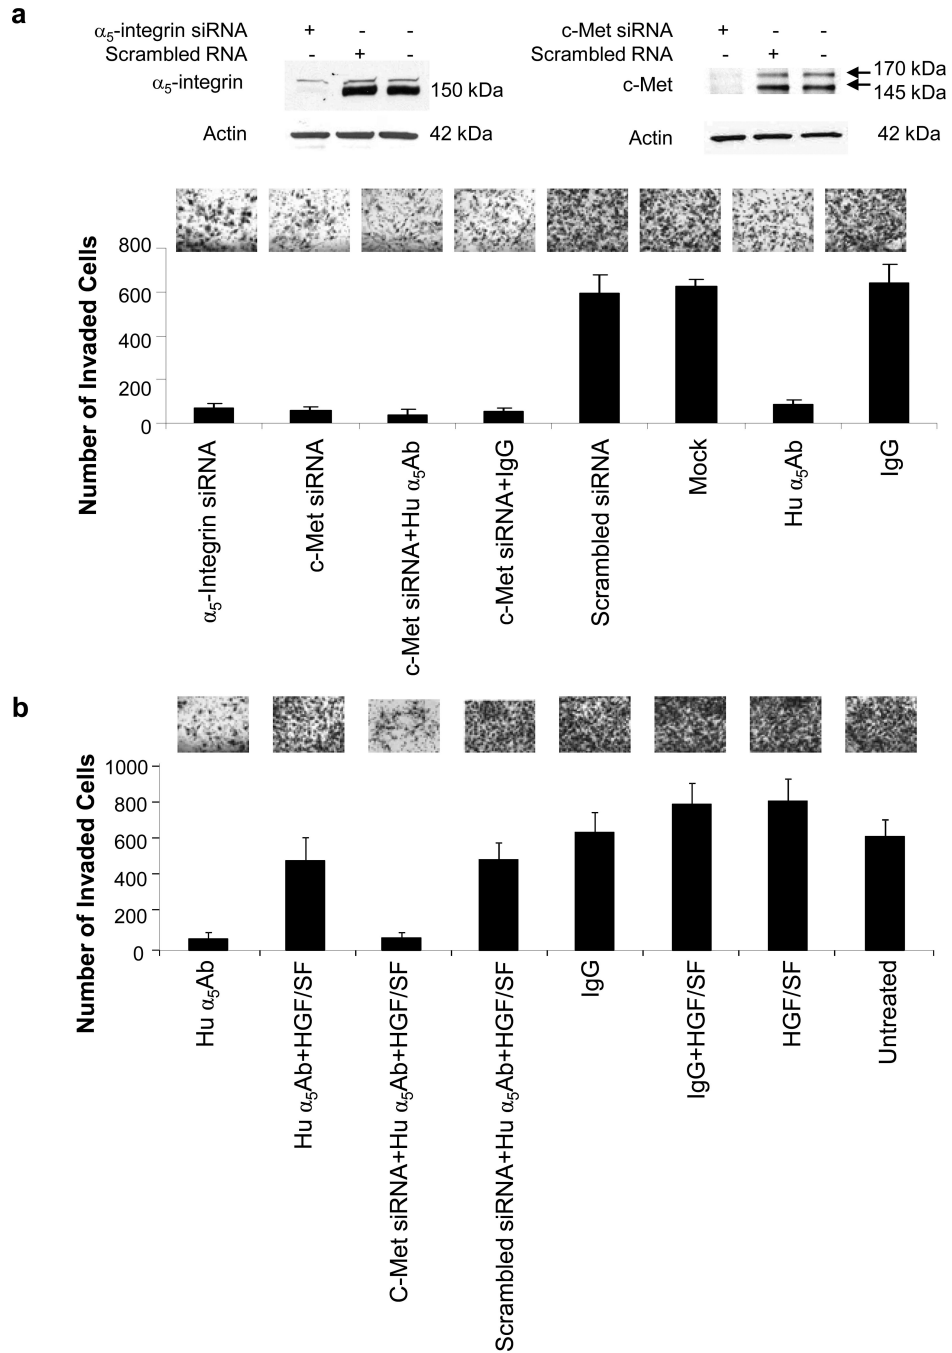 a
α5-integrin siRNA + - -
Scrambled RNA - + -
α5-integrin
150 kDa
Actin
42 kDa
c-Met siRNA + - -
Scrambled RNA - + -
c-Met
170 kDa
145 kDa
Actin
42 kDa
Number of Invaded Cells
800
600
400
200
0
α5-Integrin siRNA
c-Met siRNA
c-Met siRNA+Hu α5Ab
c-Met siRNA+IgG
Scrambled siRNA
Mock
Hu α5Ab
IgG
b
Number of Invaded Cells
1000
800
600
400
200
0
Hu α5Ab
Hu α5Ab+HGF/SF
C-Met siRNA+Hu α5Ab+HGF/SF
Scrambled siRNA+Hu α5Ab+HGF/SF
IgG
IgG+HGF/SF
HGF/SF
Untreated